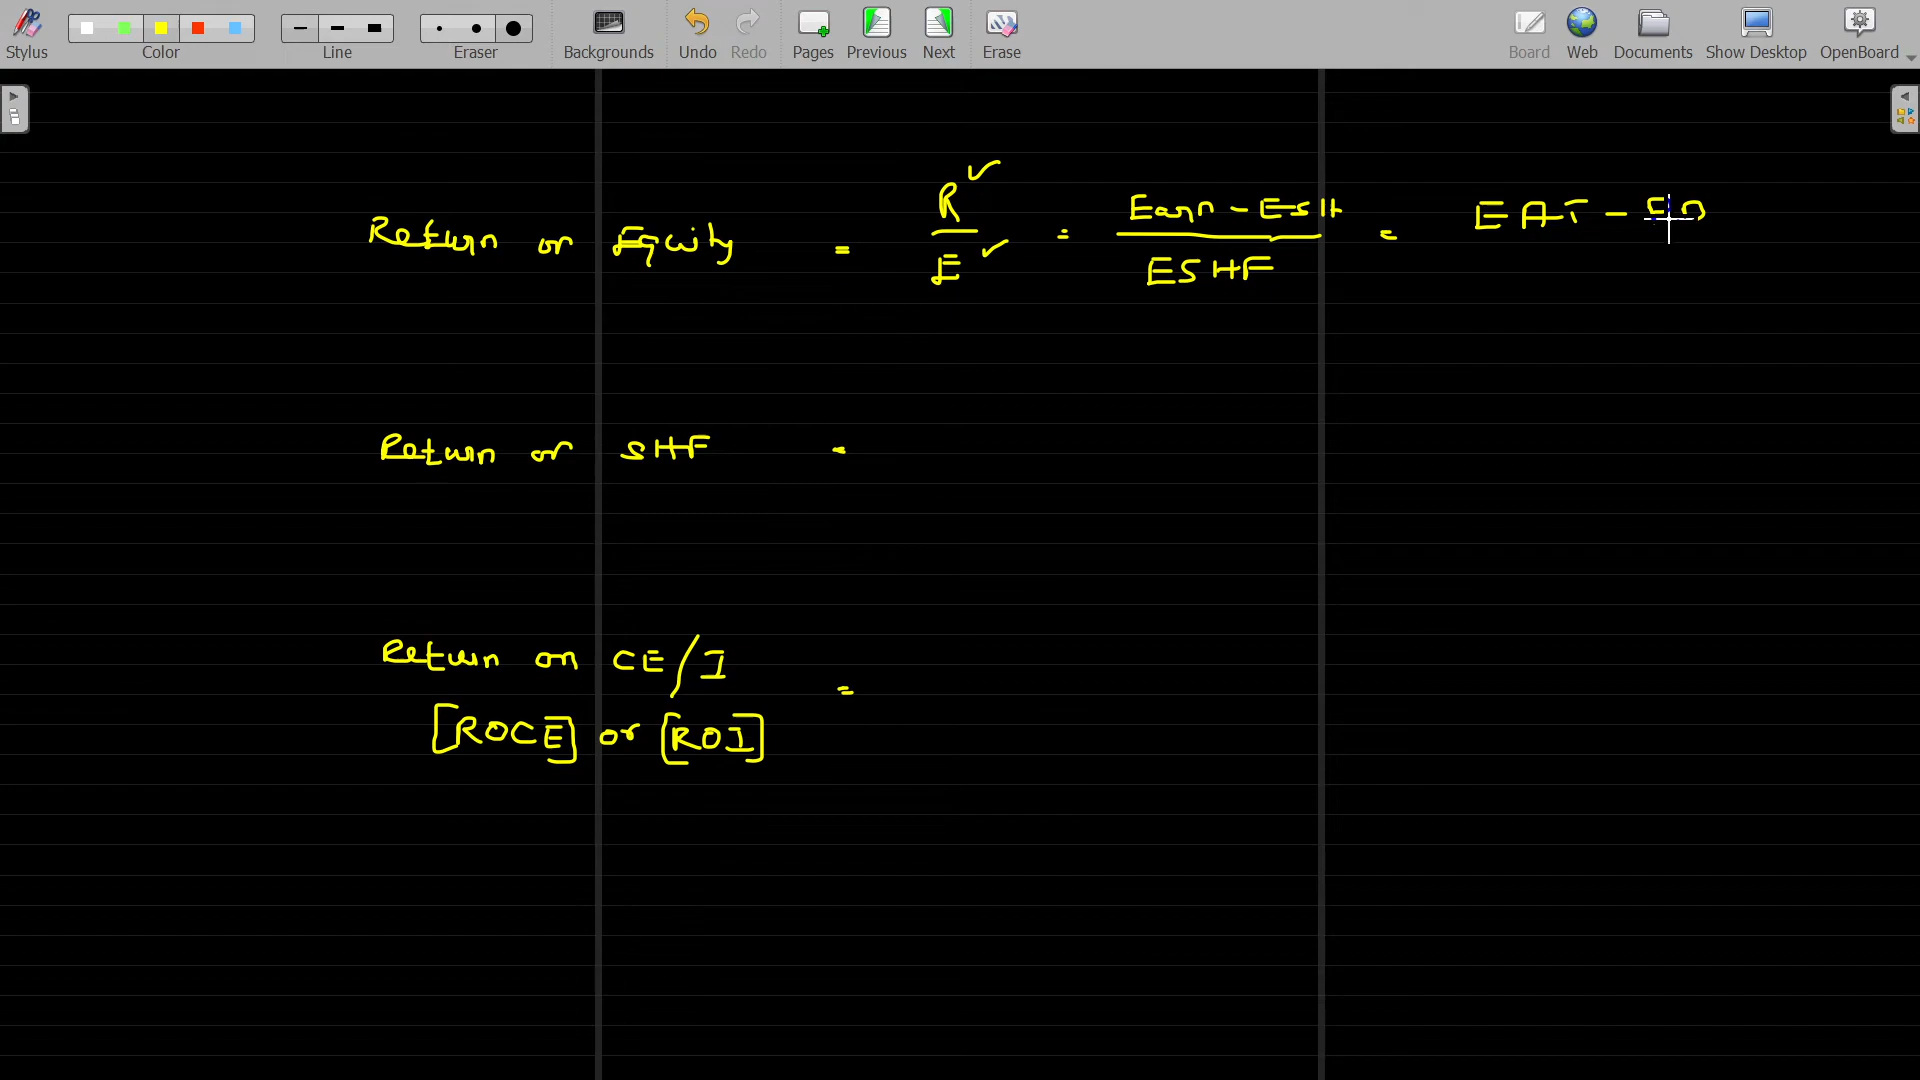 Stylus Color Line Eraser Backgrounds Undo Redo Pages Previous Next Erase Board Web Documents Show Desktop OpenBoard
Return on Equity = R / E = Earn - ESH / ESHF = EAT -
Return on SHF =
Return on CE/I =
[ROCE] or [ROI]